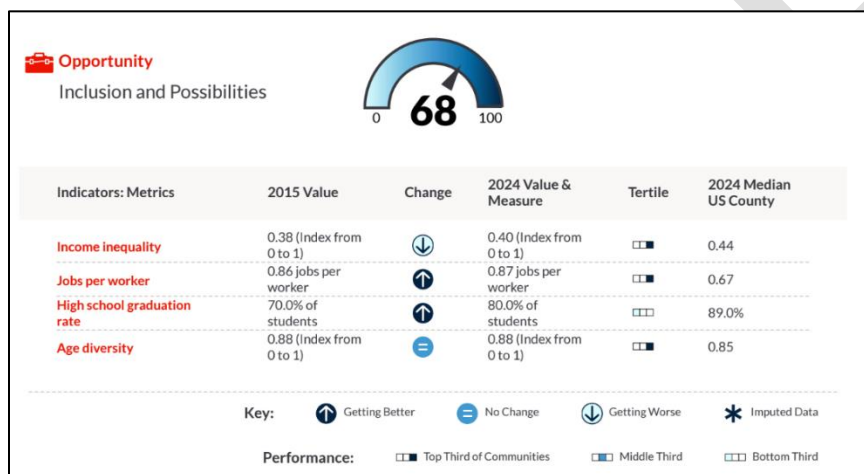 Opportunity
Inclusion and Possibilities
0 68 100
Indicators: Metrics 2015 Value Change 2024 Value & Measure Tertile 2024 Median US County
Income inequality 0.38 (Index from 0 to 1) 0.40 (Index from 0 to 1) 0.44
Jobs per worker 0.86 jobs per worker 0.87 jobs per worker 0.67
High school graduation rate 70.0% of students 80.0% of students 89.0%
Age diversity 0.88 (Index from 0 to 1) 0.88 (Index from 0 to 1) 0.85
Key: Getting Better No Change Getting Worse Imputed Data
Performance: Top Third of Communities Middle Third Bottom Third